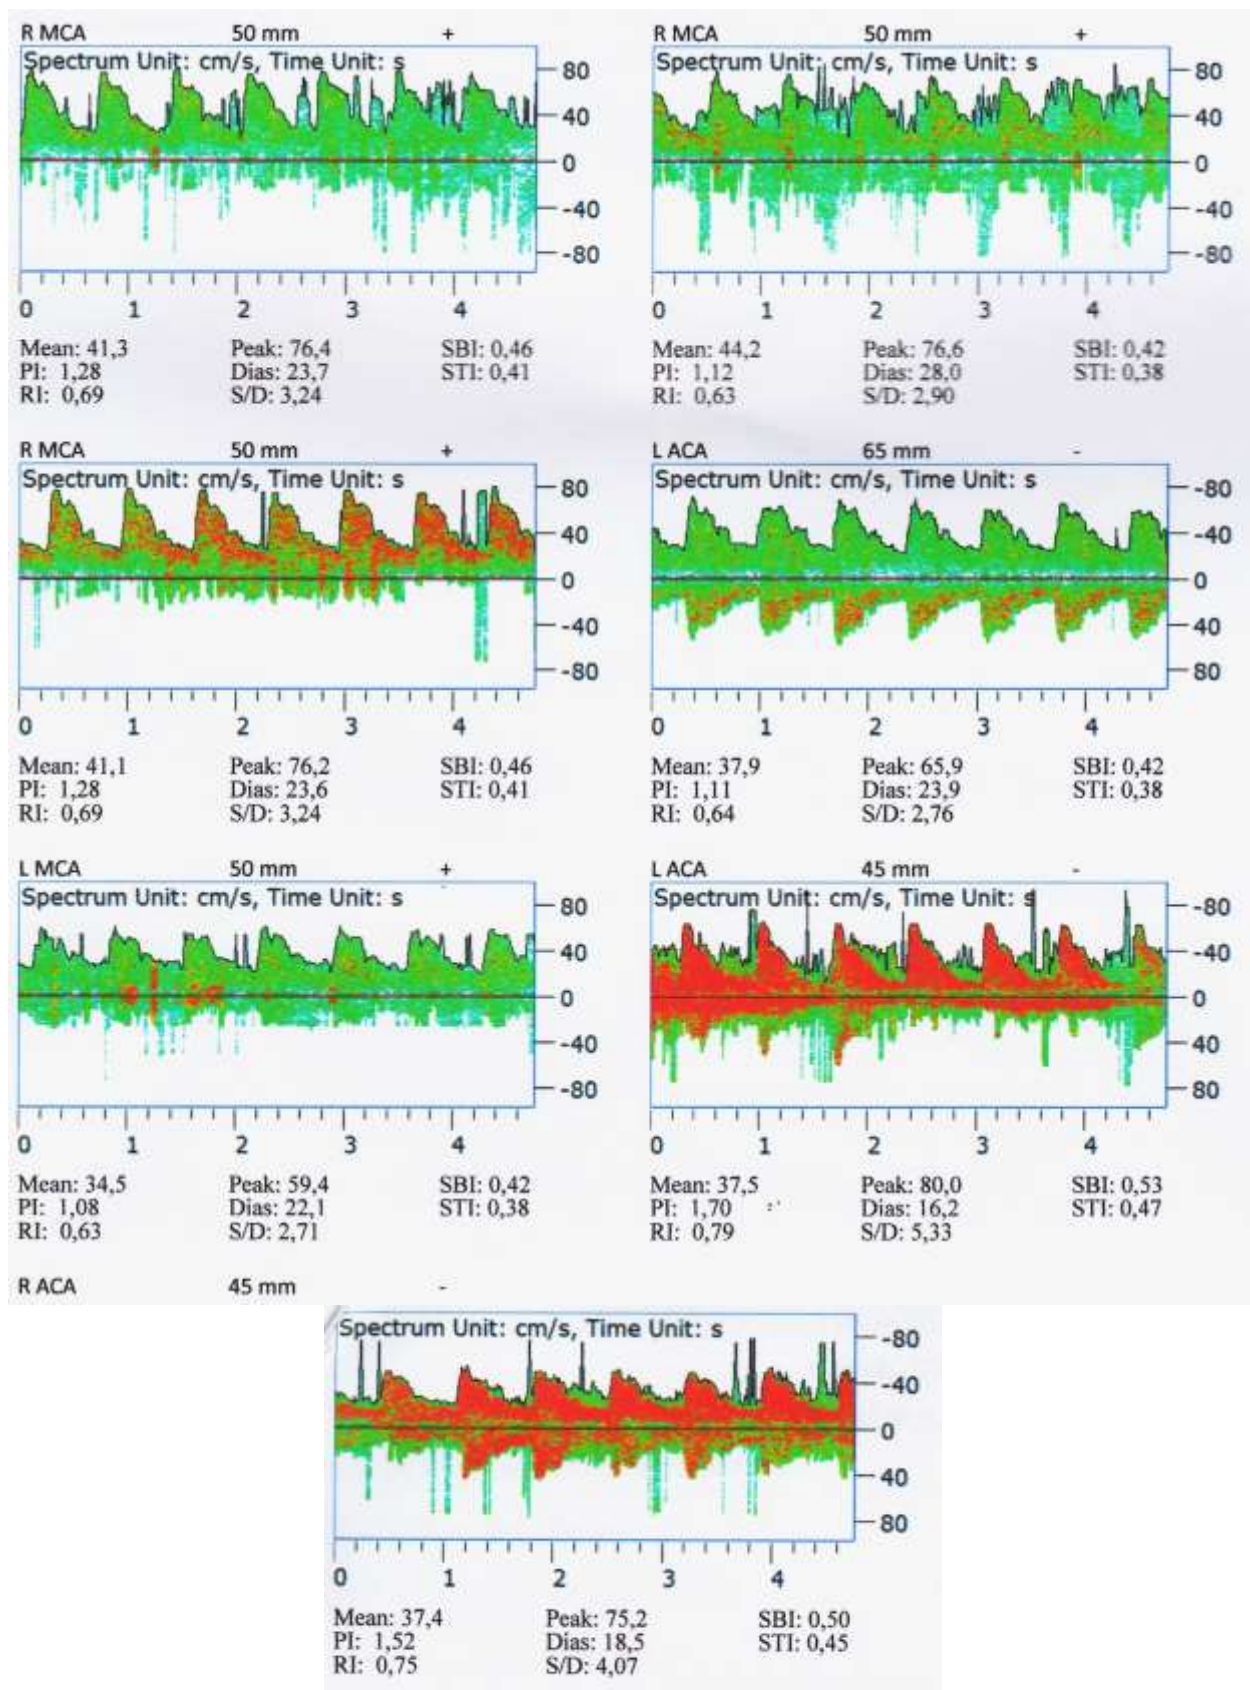 R MCA 50 mm +
Spectrum Unit: cm/s, Time Unit: s
80
40
0
-40
-80
0 1 2 3 4
Mean: 41,3 Peak: 76,4 SBI: 0,46
PI: 1,28 Dias: 23,7 STI: 0,41
RI: 0,69 S/D: 3,24
R MCA 50 mm +
Spectrum Unit: cm/s, Time Unit: s
80
40
0
-40
-80
0 1 2 3 4
Mean: 44,2 Peak: 76,6 SBI: 0,42
PI: 1,12 Dias: 28,0 STI: 0,38
RI: 0,63 S/D: 2,90
R MCA 50 mm +
Spectrum Unit: cm/s, Time Unit: s
80
40
0
-40
-80
0 1 2 3 4
Mean: 41,1 Peak: 76,2 SBI: 0,46
PI: 1,28 Dias: 23,6 STI: 0,41
RI: 0,69 S/D: 3,24
L ACA 65 mm -
Spectrum Unit: cm/s, Time Unit: s
-80
-40
0
40
80
0 1 2 3 4
Mean: 37,9 Peak: 65,9 SBI: 0,42
PI: 1,11 Dias: 23,9 STI: 0,38
RI: 0,64 S/D: 2,76
L MCA 50 mm +
Spectrum Unit: cm/s, Time Unit: s
80
40
0
-40
-80
0 1 2 3 4
Mean: 34,5 Peak: 59,4 SBI: 0,42
PI: 1,08 Dias: 22,1 STI: 0,38
RI: 0,63 S/D: 2,71
L ACA 45 mm -
Spectrum Unit: cm/s, Time Unit: s
-80
-40
0
40
80
0 1 2 3 4
Mean: 37,5 Peak: 80,0 SBI: 0,53
PI: 1,70 Dias: 16,2 STI: 0,47
RI: 0,79 S/D: 5,33
R ACA 45 mm -
Spectrum Unit: cm/s, Time Unit: s
-80
-40
0
40
80
0 1 2 3 4
Mean: 37,4 Peak: 75,2 SBI: 0,50
PI: 1,52 Dias: 18,5 STI: 0,45
RI: 0,75 S/D: 4,07